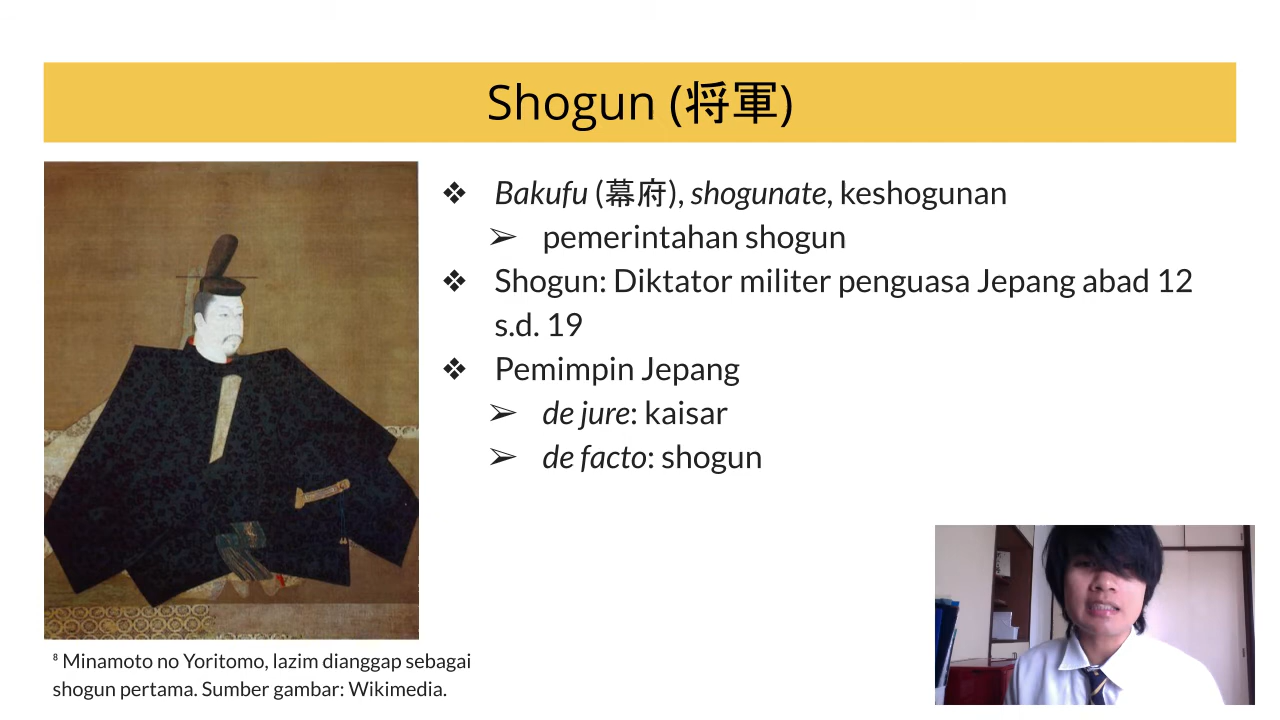 Shogun (将軍)
❖ Bakufu (幕府), shogunate, keshogunan
➢ pemerintahan shogun
❖ Shogun: Diktator militer penguasa Jepang abad 12
s.d. 19
❖ Pemimpin Jepang
➢ de jure: kaisar
➢ de facto: shogun
⁸ Minamoto no Yoritomo, lazim dianggap sebagai
shogun pertama. Sumber gambar: Wikimedia.